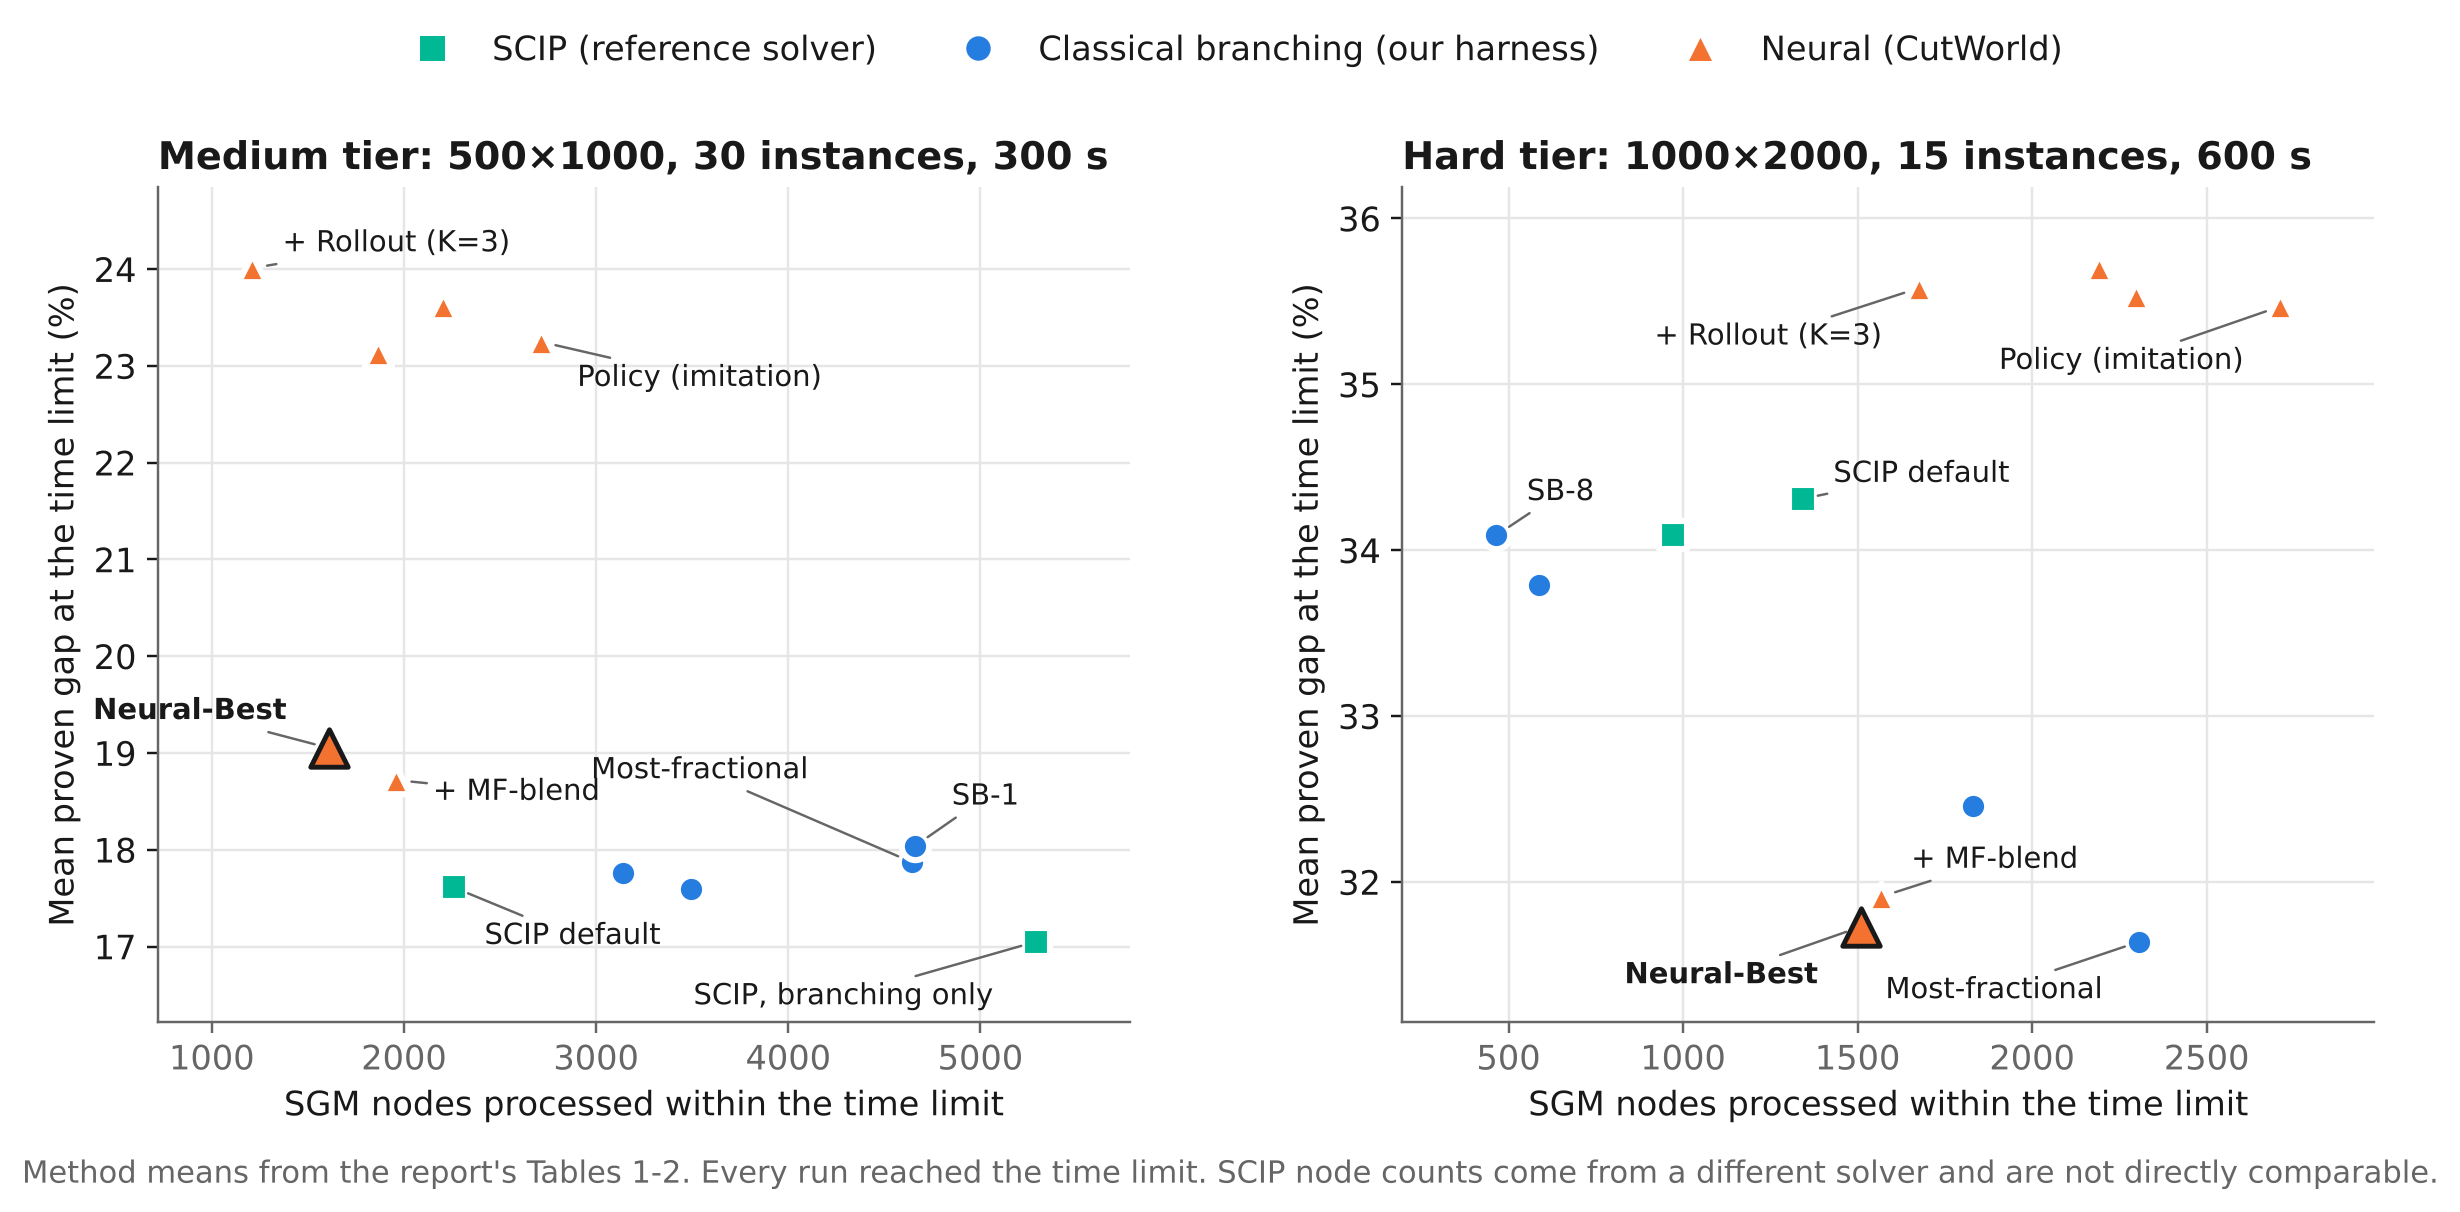 SCIP (reference solver)
Classical branching (our harness)
Neural (CutWorld)
Medium tier: 500×1000, 30 instances, 300 s
Mean proven gap at the time limit (%)
24
23
22
21
20
19
18
17
+ Rollout (K=3)
Policy (imitation)
Neural-Best
+ MF-blend
Most-fractional
SB-1
SCIP default
SCIP, branching only
1000
2000
3000
4000
5000
SGM nodes processed within the time limit
Hard tier: 1000×2000, 15 instances, 600 s
Mean proven gap at the time limit (%)
36
35
34
33
32
+ Rollout (K=3)
Policy (imitation)
SCIP default
SB-8
+ MF-blend
Neural-Best
Most-fractional
500
1000
1500
2000
2500
SGM nodes processed within the time limit
Method means from the report's Tables 1-2. Every run reached the time limit. SCIP node counts come from a different solver and are not directly comparable.